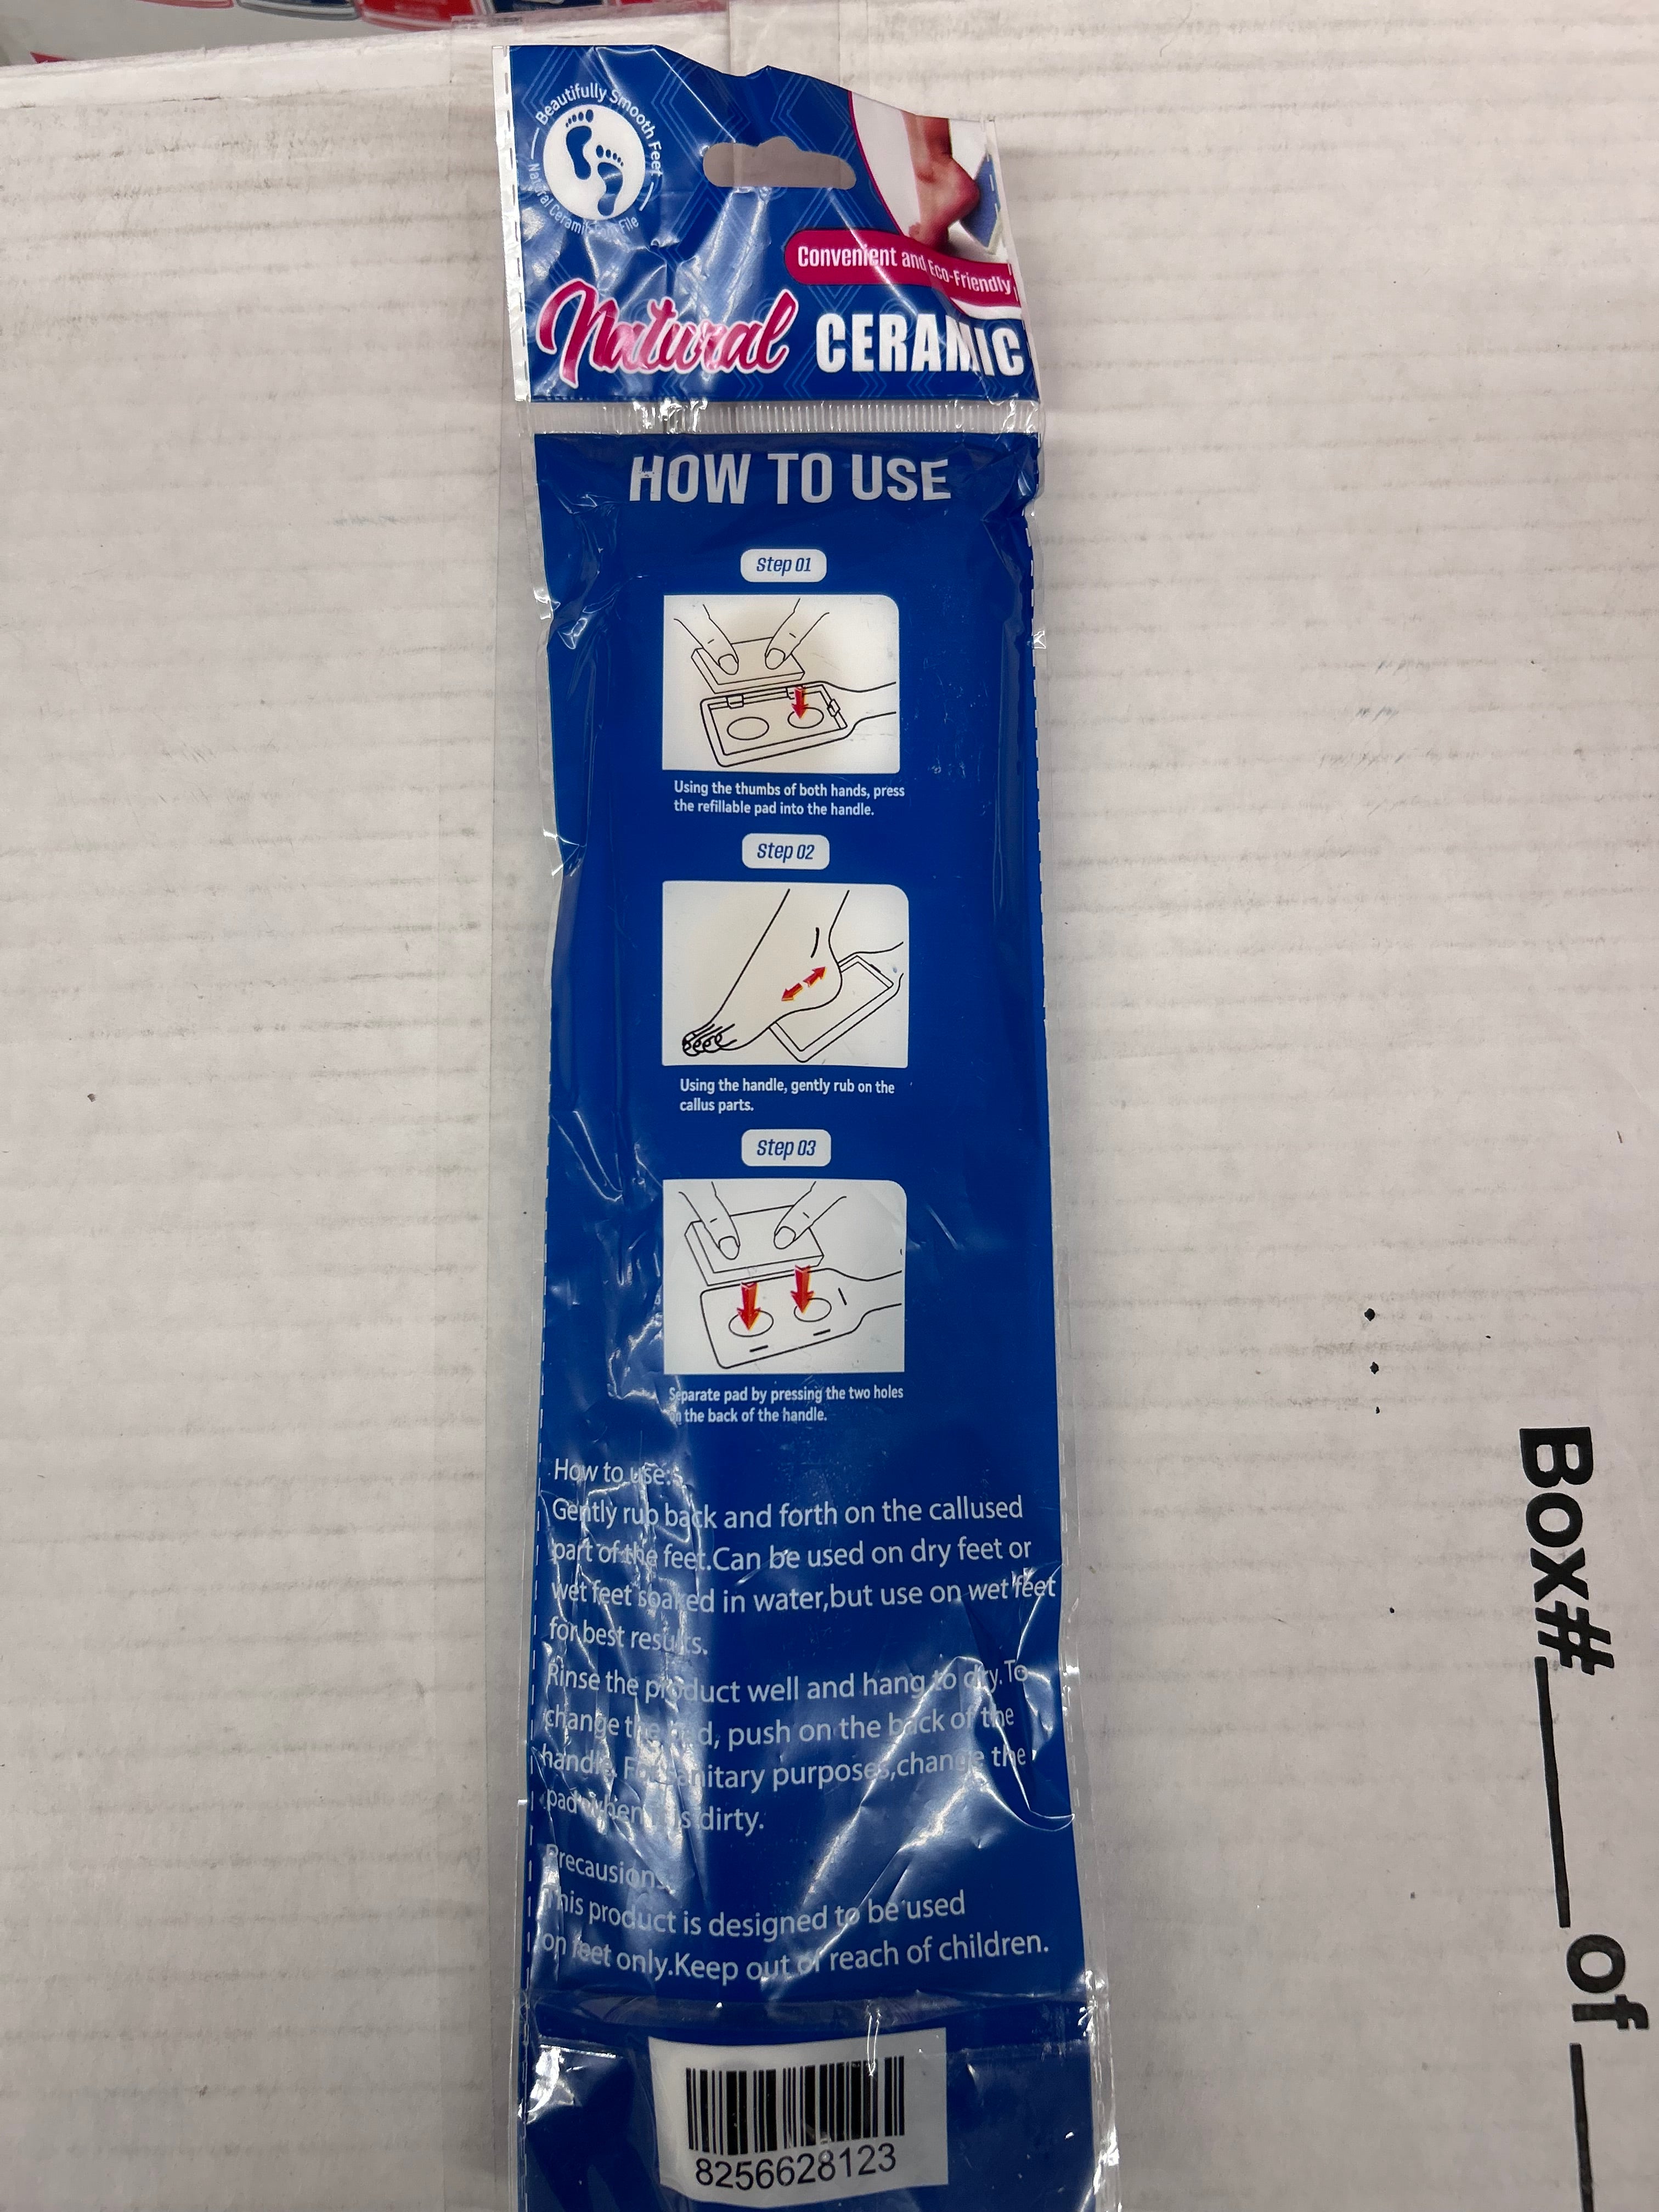 Beautifully Smooth Feet
Natural Ceramic File
Convenient and Eco-Friendly
Natural CERAMIC
HOW TO USE
Step 01
Using the thumbs of both hands, press
the refillable pad into the handle.
Step 02
Using the handle, gently rub on the
callus parts.
Step 03
Separate pad by pressing the two holes
on the back of the handle.
How to use:
Gently rub back and forth on the callused
part of the feet.Can be used on dry feet or
wet feet soaked in water,but use on wet feet
for best results.
Rinse the product well and hang to dry.To
change the pad, push on the back of the
handle. For sanitary purposes,change the
pad when is dirty.
Precausions
This product is designed to be used
on feet only.Keep out of reach of children.
8256628123
Box# of